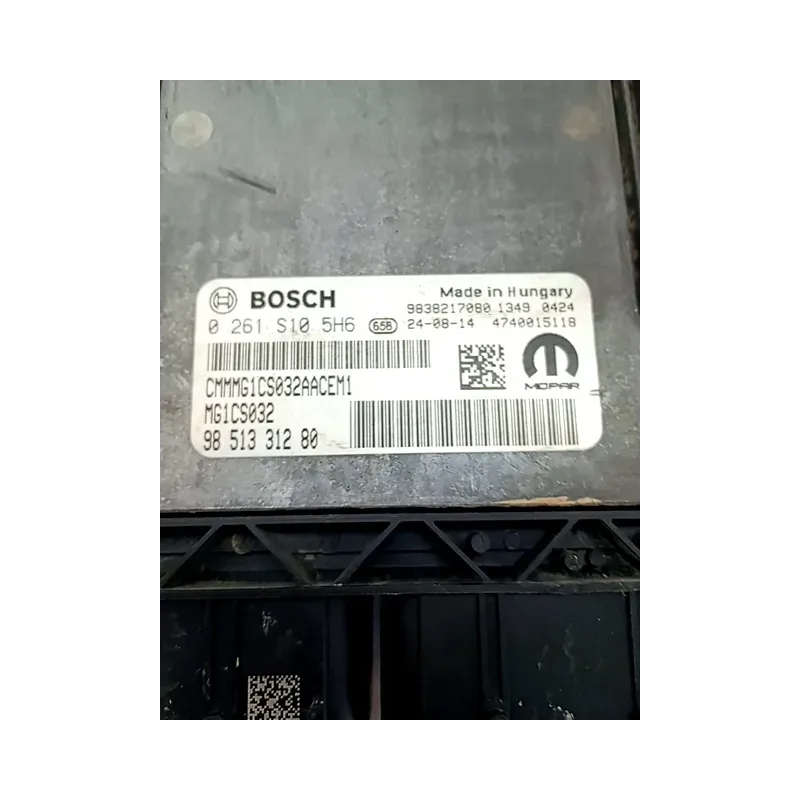 BOSCH
Made in Hungary
9838217080 1349 0424
0 261 S10 5H6 658 24-08-14 4740015118
CMMMG1CS032AACEM1
MOPAR
MG1CS032
98 513 312 80